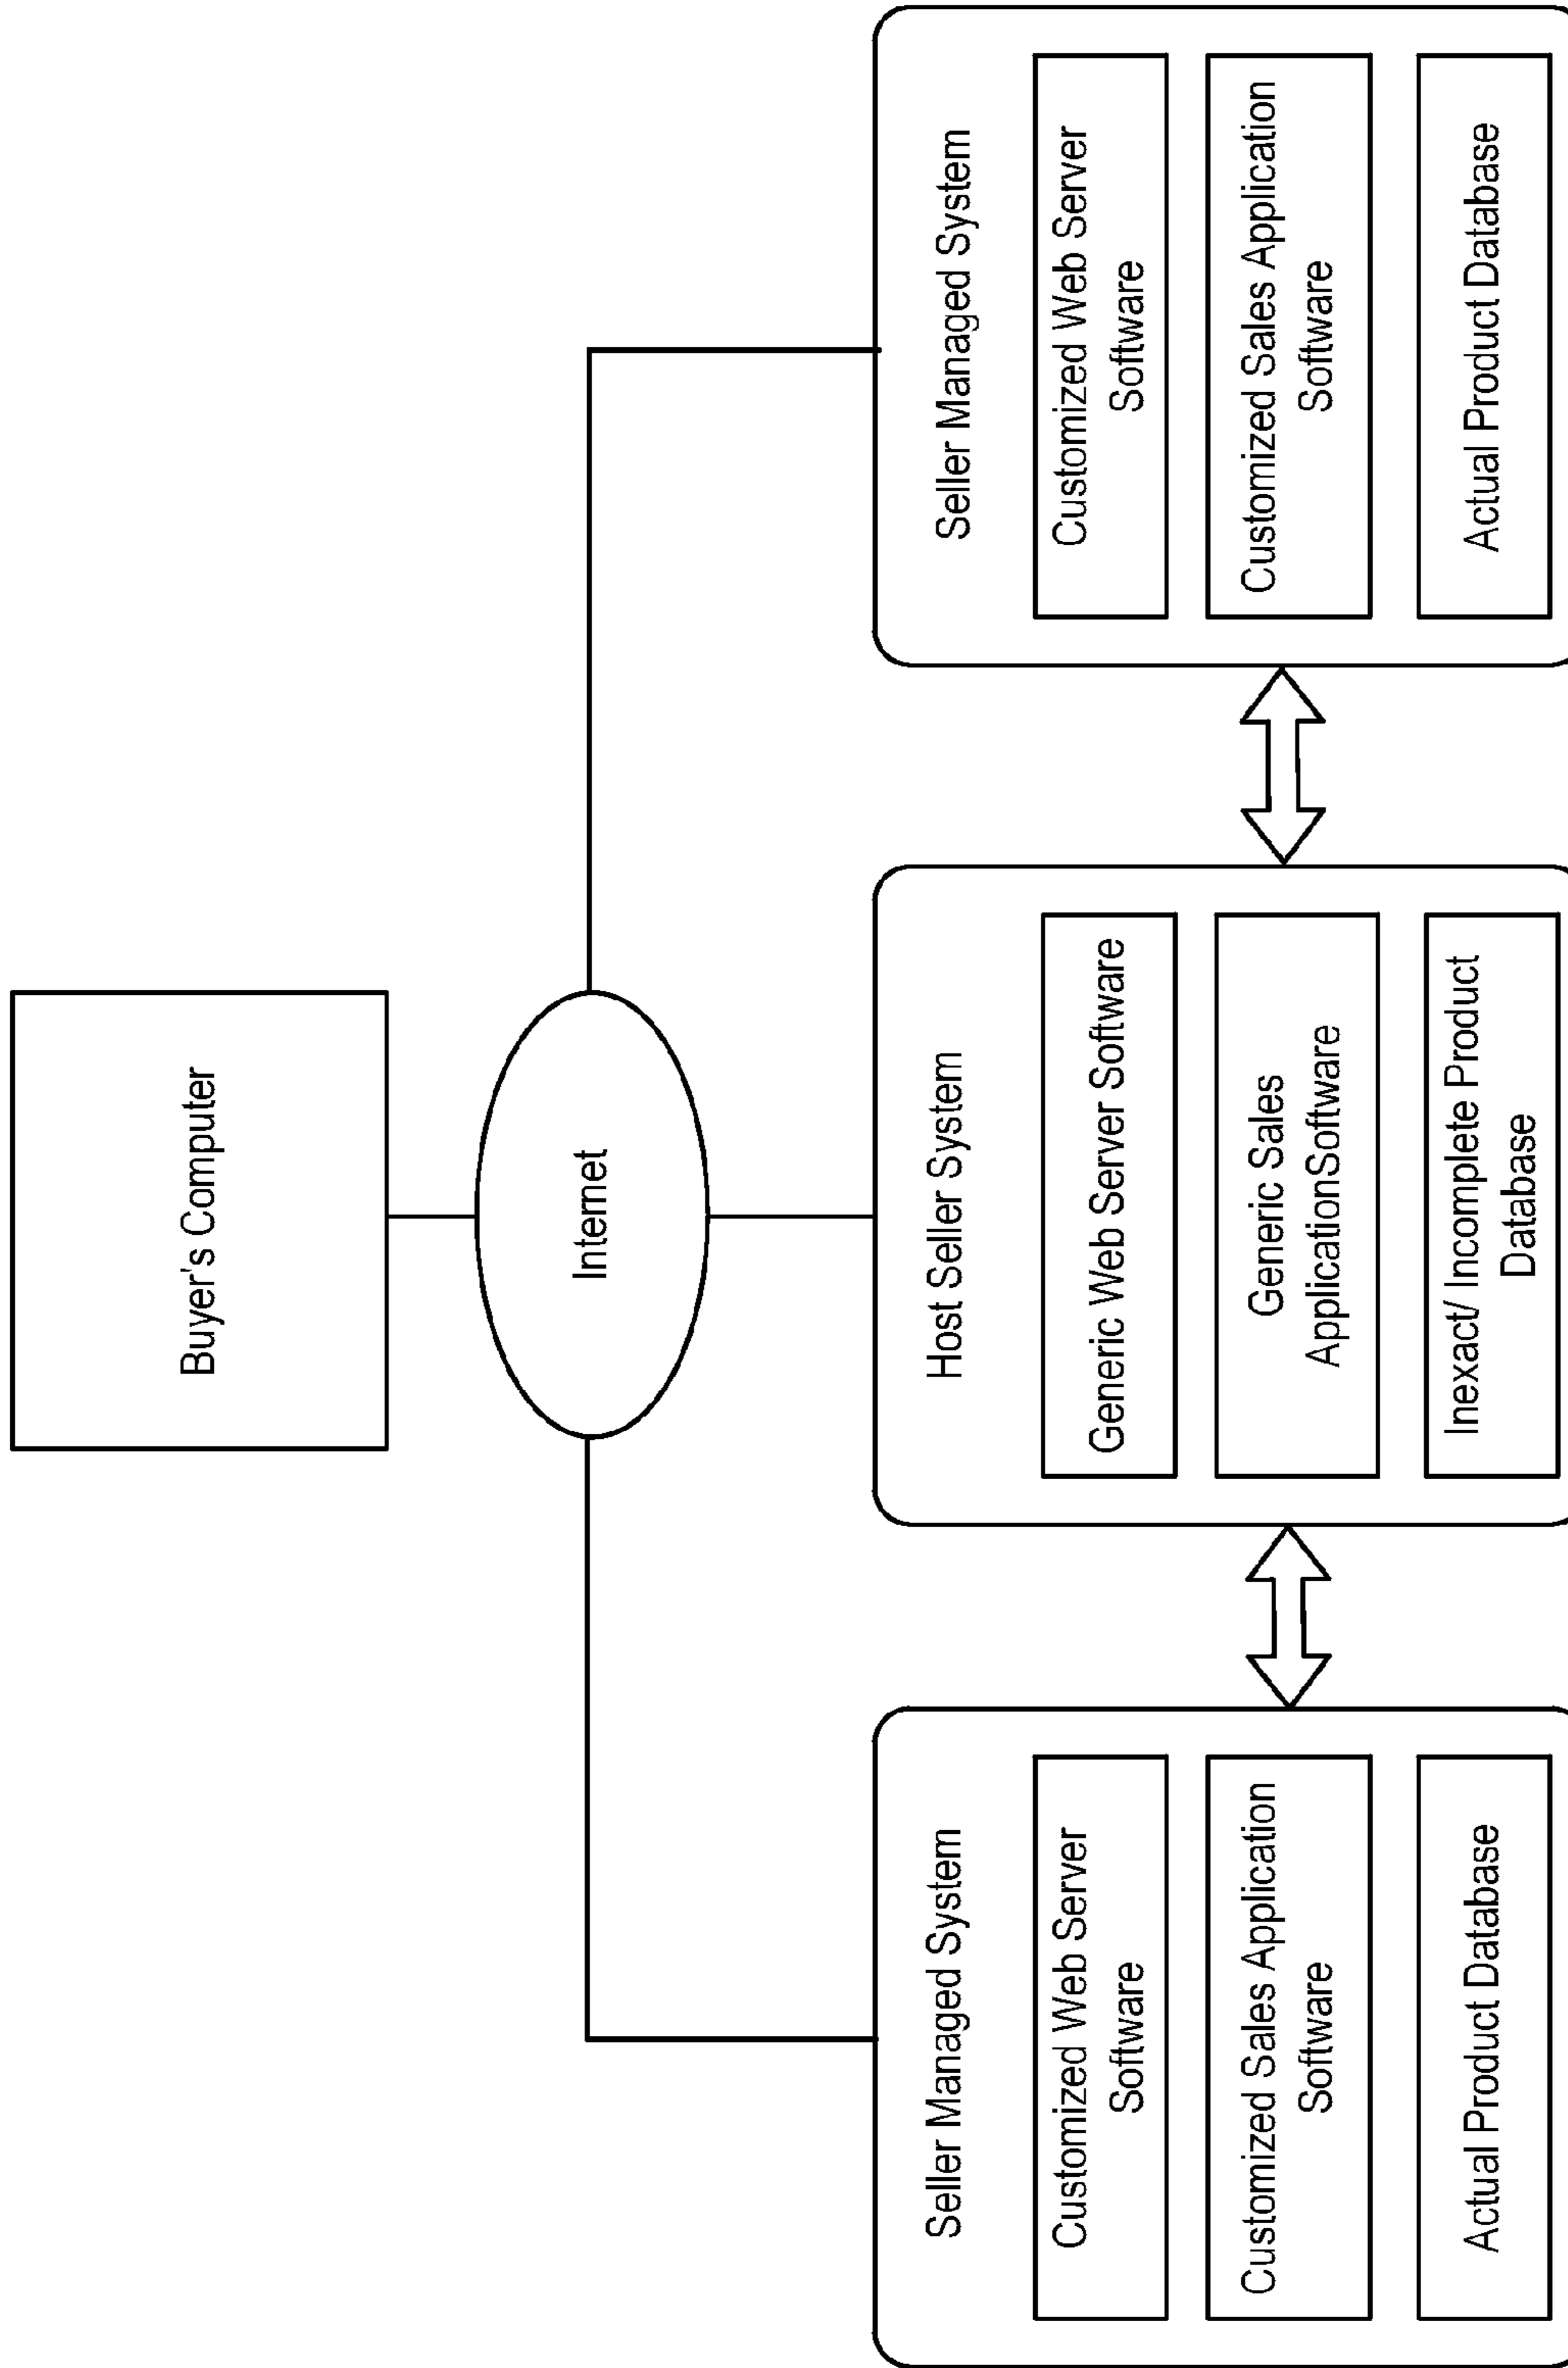 Buyer's Computer
Internet
Seller Managed System
Customized Web Server
Software
Customized Sales Application
Software
Actual Product Database
Host Seller System
Generic Web Server Software
Generic Sales
ApplicationSoftware
Inexact/ Incomplete Product
Database
Seller Managed System
Customized Web Server
Software
Customized Sales Application
Software
Actual Product Database